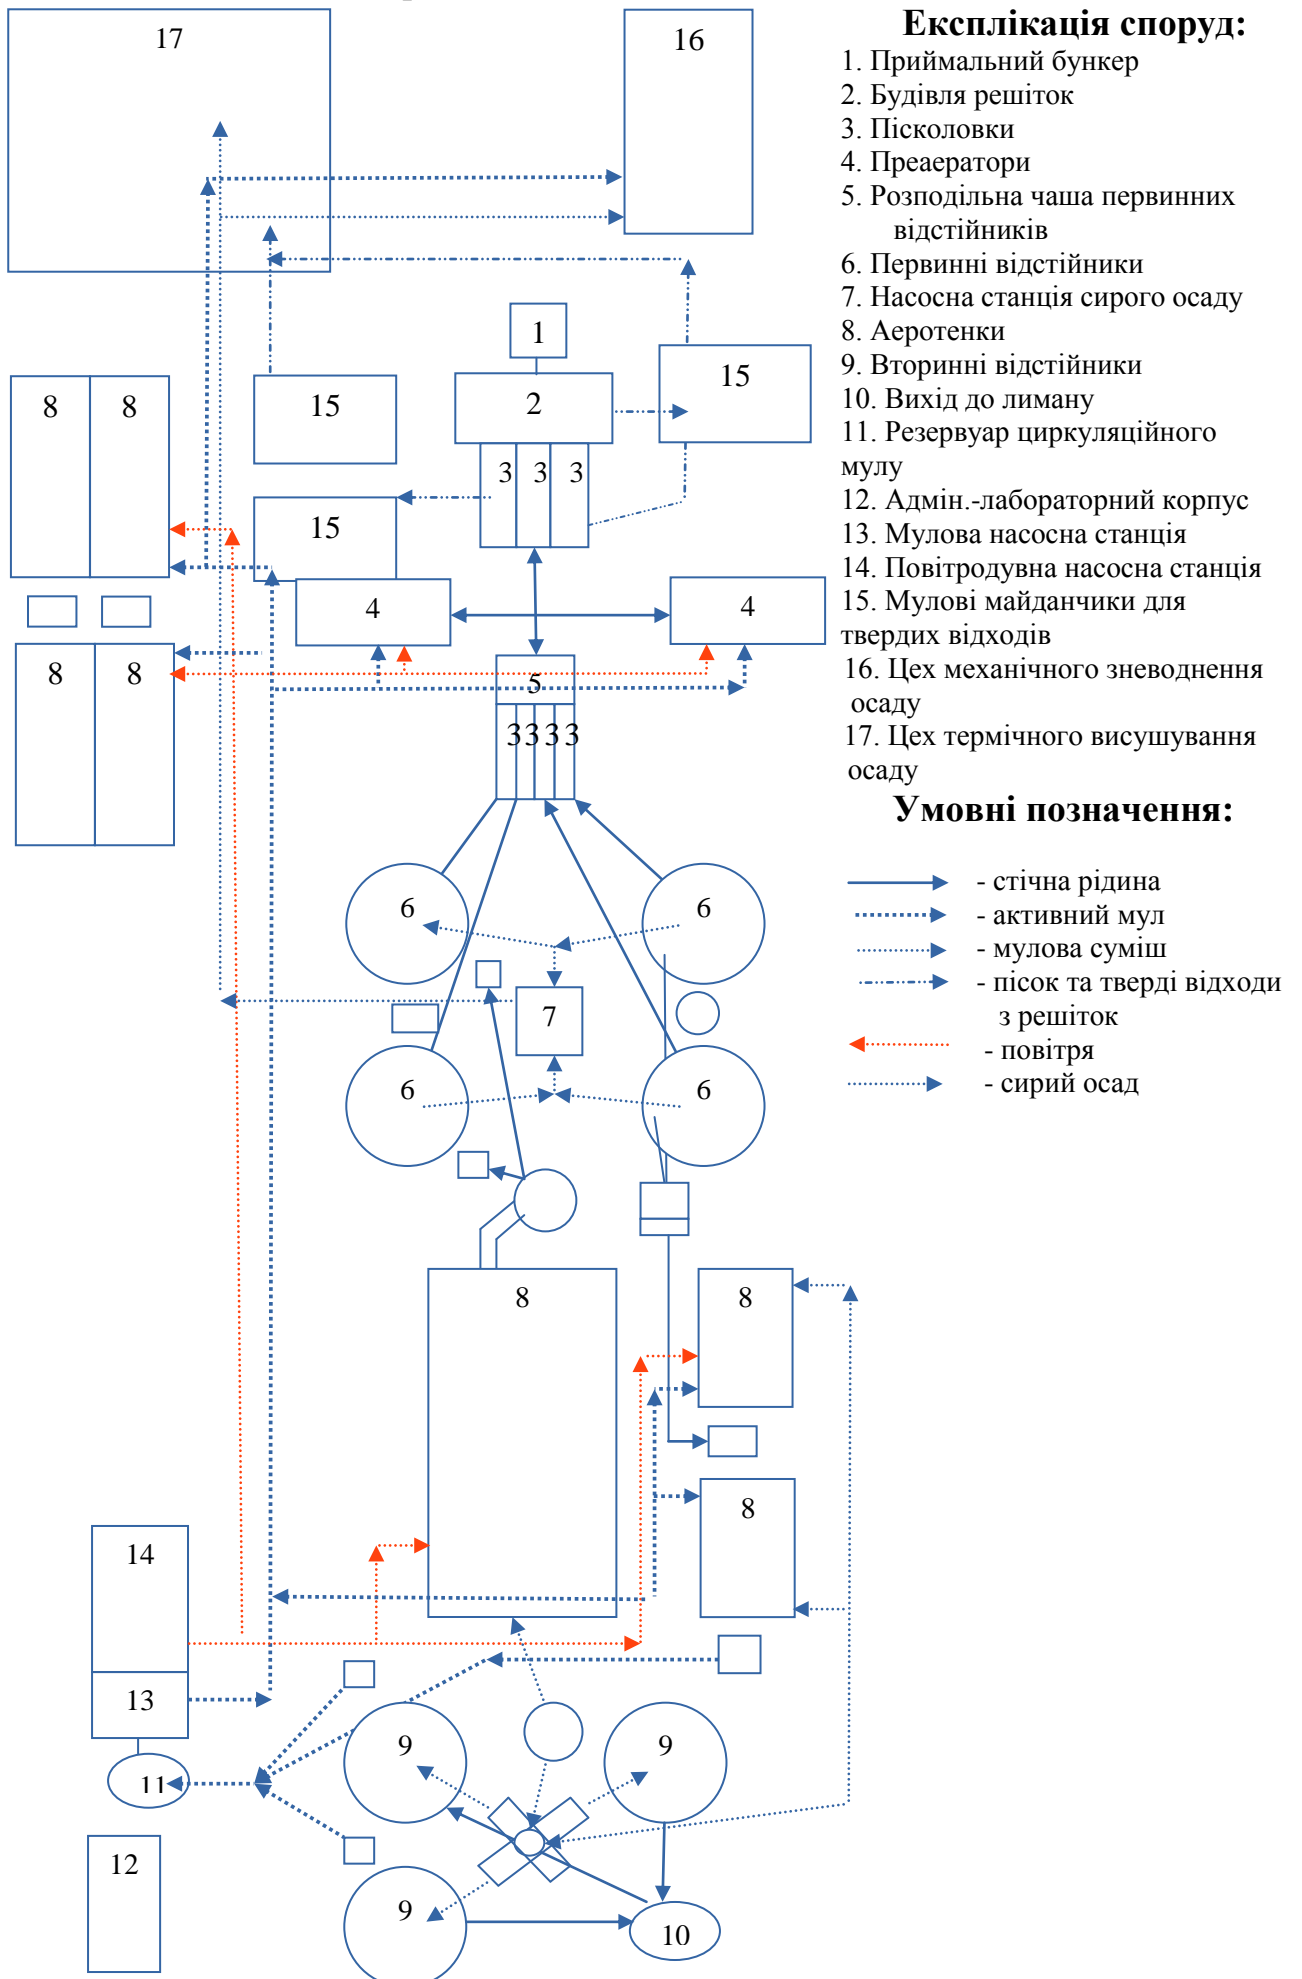 17
16
Експлікація споруд:
1. Приймальний бункер
2. Будівля решіток
3. Пісколовки
4. Преаератори
5. Розподільна чаша первинних
відстійників
6. Первинні відстійники
7. Насосна станція сирого осаду
8. Аеротенки
9. Вторинні відстійники
10. Вихід до лиману
11. Резервуар циркуляційного
мулу
12. Адмін.-лабораторний корпус
13. Мулова насосна станція
14. Повітродувна насосна станція
15. Мулові майданчики для
твердих відходів
16. Цех механічного зневоднення
осаду
17. Цех термічного висушування
осаду
Умовні позначення:
- стічна рідина
- активний мул
- мулова суміш
- пісок та тверді відходи
з решіток
- повітря
- сирий осад
1
15
8 8 15 2
3 3 3
15
4 4
8 8 5
3 3 3 3
6 6
7
6 6
8 8
8
14
13
9 9
11
12
9
10